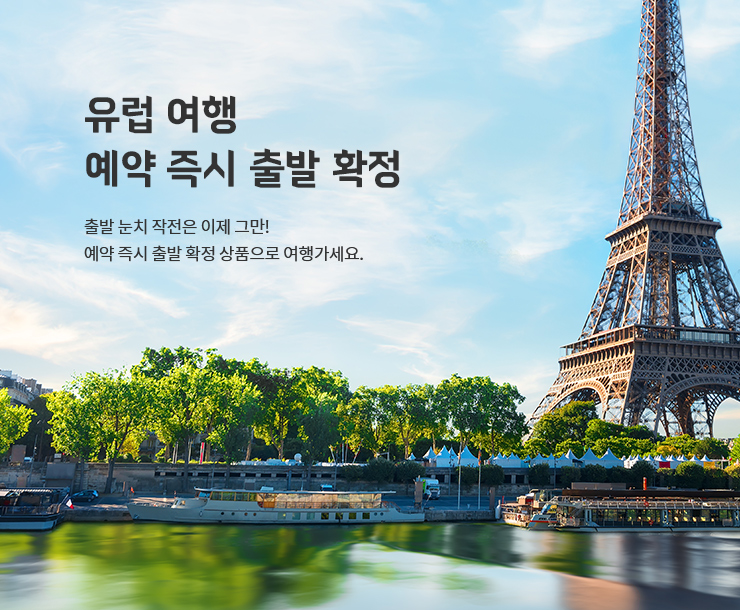 유럽 여행
예약 즉시 출발 확정
출발 눈치 작전은 이제 그만!
예약 즉시 출발 확정 상품으로 여행가세요.